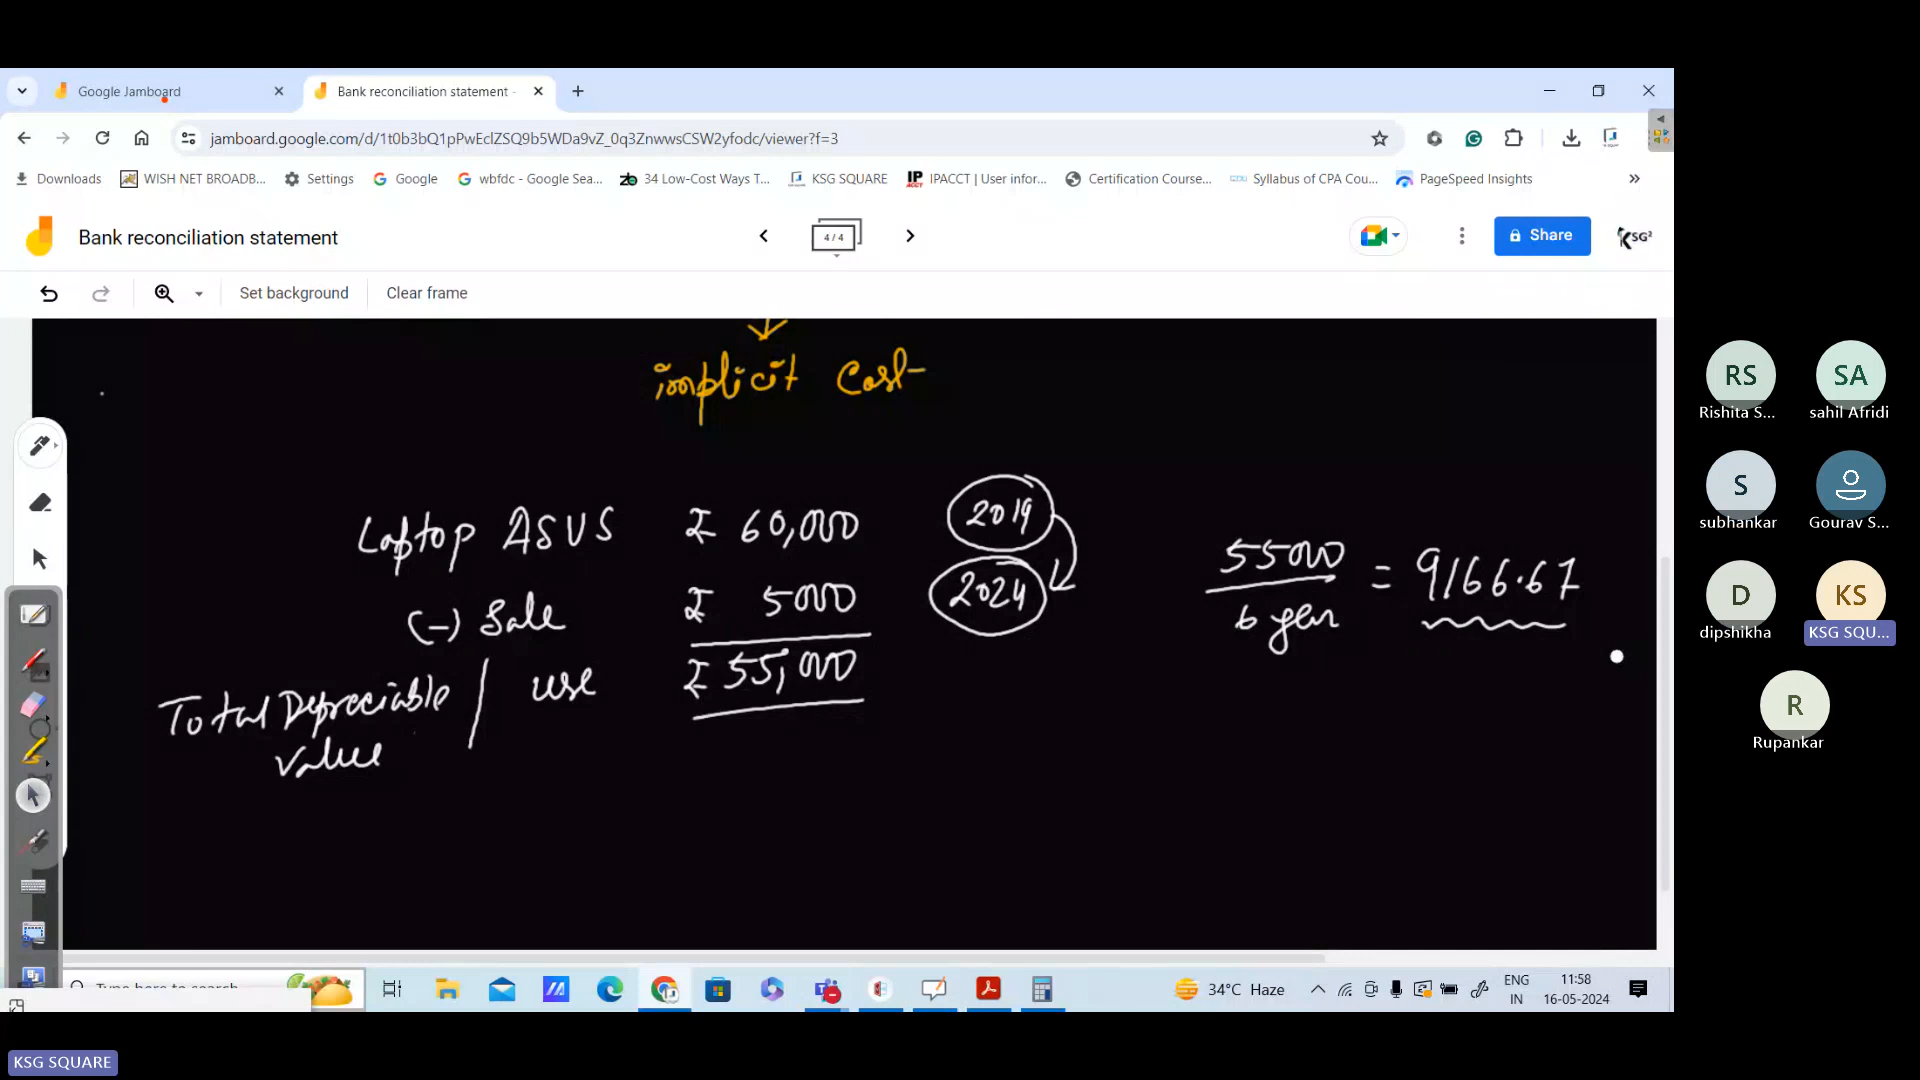 Google Jamboard
Bank reconciliation statement -
jamboard.google.com/d/1t0b3bQ1pPwEclZSQ9b5WDa9vZ_0q3ZnwwsCSW2yfodc/viewer?f=3
Downloads WISH NET BROADB... Settings Google wbfdc - Google Sea... 34 Low-Cost Ways T... KSG SQUARE IPACCT | User infor... Certification Course... Syllabus of CPA Cou... PageSpeed Insights
Bank reconciliation statement
4 / 4
Share
KSG²
Set background Clear frame
implicit Cost
Laptop ASUS ₹ 60,000 2019
(-) Sale ₹ 5000 2024
Total Depreciable / use ₹ 55,000
Value
55000 = 9166.67
6 year
RS
Rishita S...
SA
sahil Afridi
S
subhankar
Gourav S...
D
dipshikha
KS
KSG SQU...
R
Rupankar
34°C Haze
ENG
IN
11:58
16-05-2024
KSG SQUARE